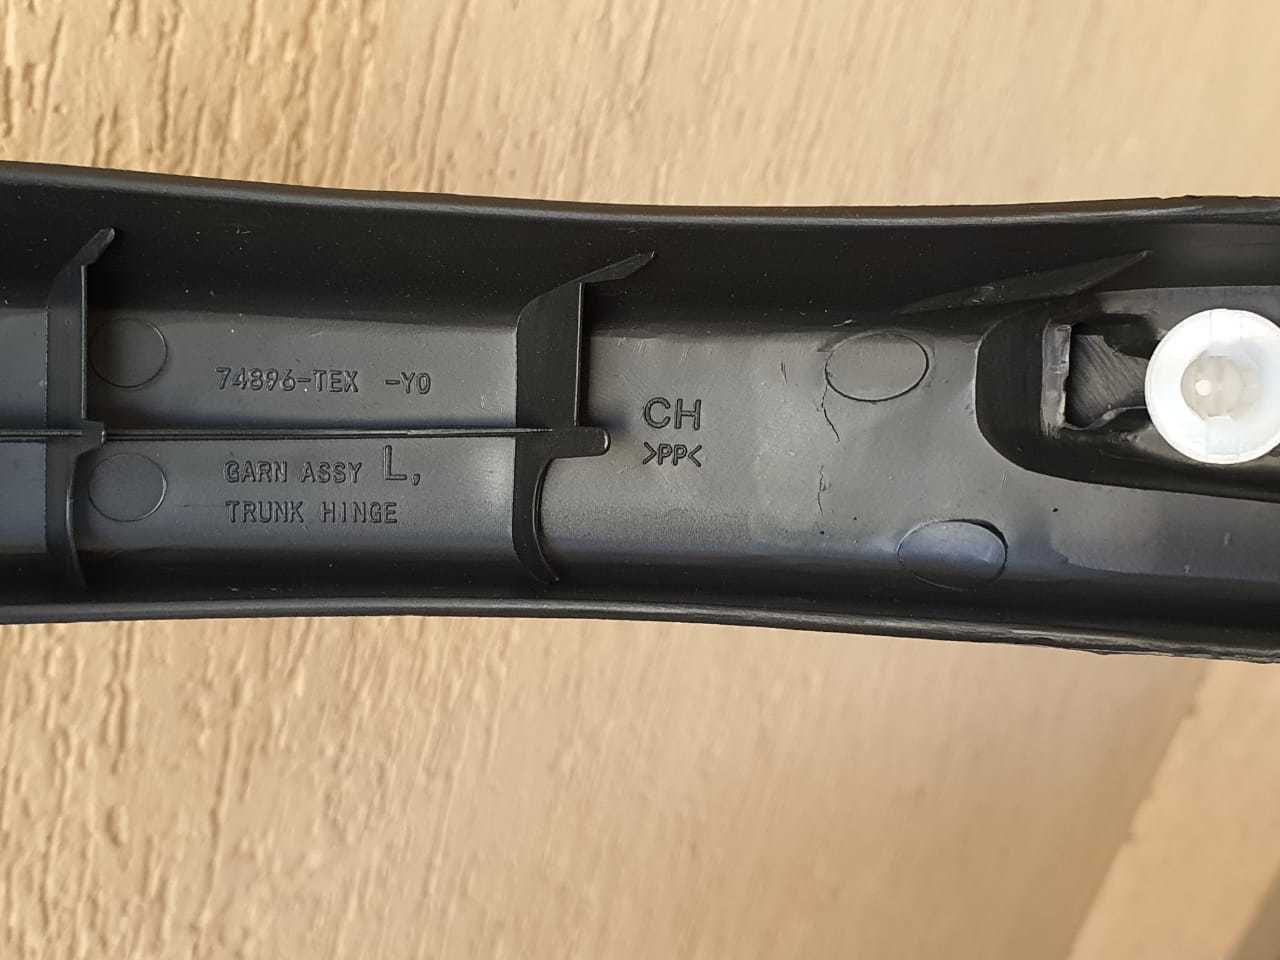 74896-TEX -Y0
GARN ASSY L,
TRUNK HINGE
CH
>PP<